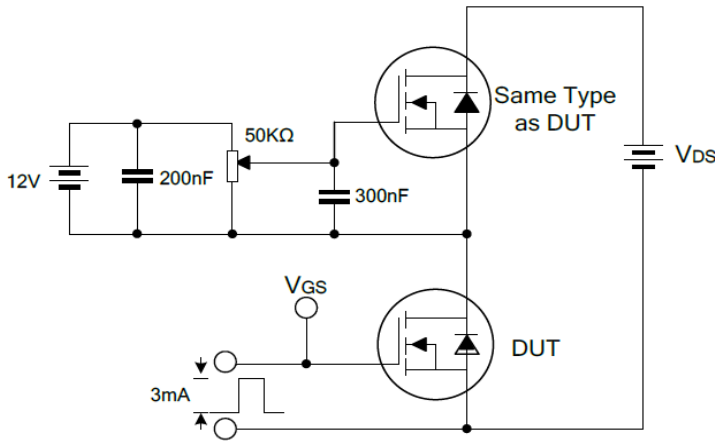 Same Type
as DUT
50KΩ
12V
200nF
300nF
VDS
VGS
DUT
3mA